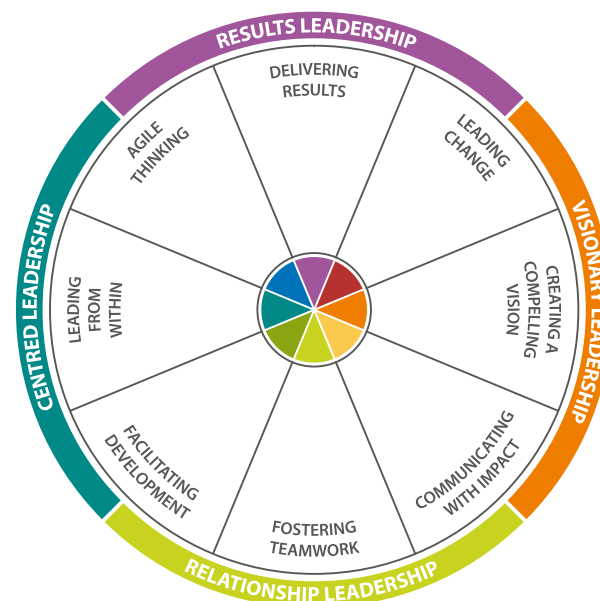 RESULTS LEADERSHIP
DELIVERING
RESULTS
LEADING
CHANGE
VISIONARY LEADERSHIP
CREATING A
COMPELLING
VISION
COMMUNICATING
WITH IMPACT
RELATIONSHIP LEADERSHIP
FOSTERING
TEAMWORK
FACILITATING
DEVELOPMENT
CENTRED LEADERSHIP
LEADING
FROM
WITHIN
AGILE
THINKING